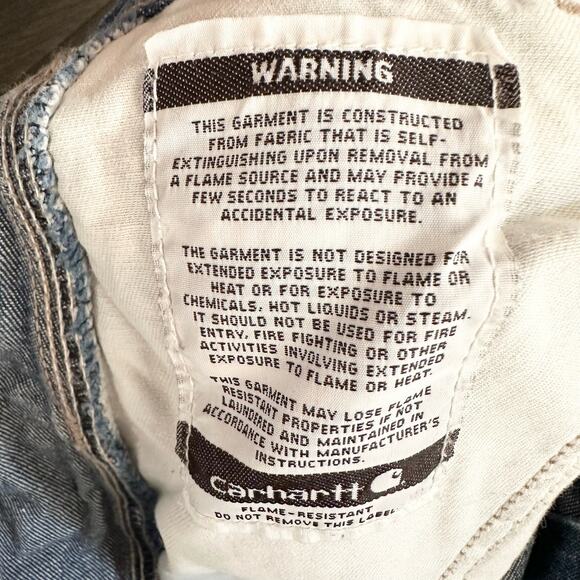 WARNING
THIS GARMENT IS CONSTRUCTED
FROM FABRIC THAT IS SELF-
EXTINGUISHING UPON REMOVAL FROM
A FLAME SOURCE AND MAY PROVIDE A
FEW SECONDS TO REACT TO AN
ACCIDENTAL EXPOSURE.
THE GARMENT IS NOT DESIGNED FOR
EXTENDED EXPOSURE TO FLAME OR
HEAT OR FOR EXPOSURE TO
CHEMICALS, HOT LIQUIDS OR STEAM.
IT SHOULD NOT BE USED FOR FIRE
ENTRY, FIRE FIGHTING OR OTHER
ACTIVITIES INVOLVING EXTENDED
EXPOSURE TO FLAME OR HEAT.
THIS GARMENT MAY LOSE FLAME
RESISTANT PROPERTIES IF NOT
LAUNDERED AND MAINTAINED IN
ACCORDANCE WITH MANUFACTURER'S
INSTRUCTIONS.
Carhartt
FLAME-RESISTANT
DO NOT REMOVE THIS LABEL